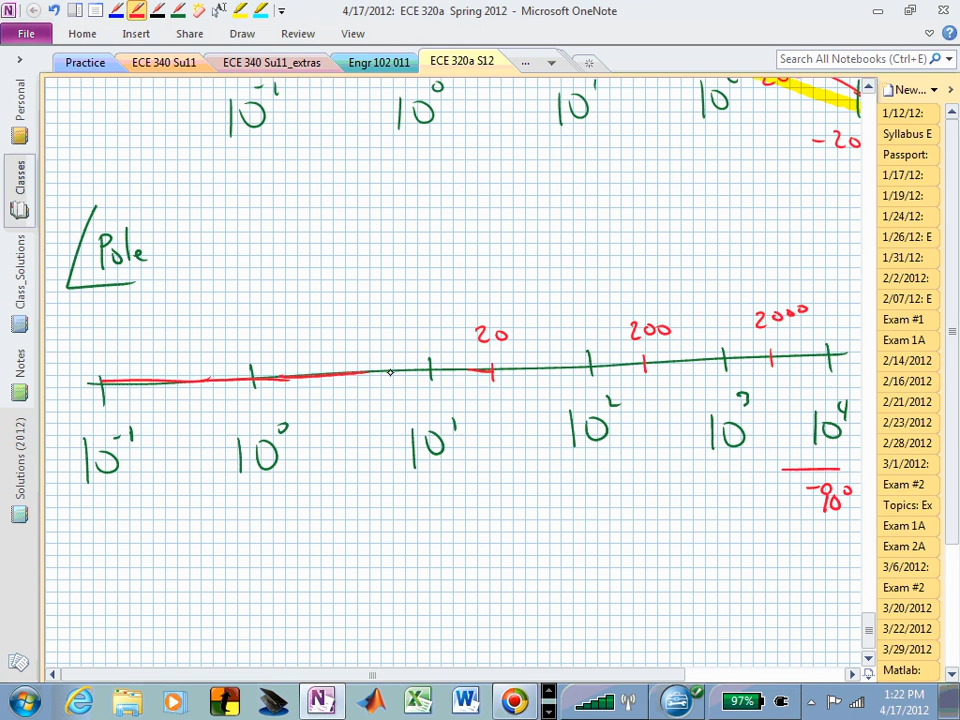 4/17/2012: ECE 320a Spring 2012 - Microsoft OneNote
File Home Insert Share Draw Review View
Practice ECE 340 Su11 ECE 340 Su11_extras Engr 102 011 ECE 320a S12 ...
Search All Notebooks (Ctrl+E)
Personal
Classes
Class_Solutions
Notes
Solutions (2012)
New...
1/12/12:
Syllabus E
Passport:
1/17/12:
1/19/12:
1/24/12:
1/26/12: E
1/31/12:
2/2/2012:
2/07/12: E
Exam #1
Exam 1A
2/14/2012
2/16/2012
2/21/2012
2/23/2012
2/28/2012
3/1/2012:
Exam #2
Topics: Ex
Exam 1A
Exam 2A
3/6/2012:
Exam #2
3/20/2012
3/22/2012
3/29/2012
Matlab:
10⁻¹ 10⁰ 10¹
-20
Pole
20 200 2000
10⁻¹ 10⁰ 10¹ 10² 10³ 10⁴
-90°
97%
1:22 PM
4/17/2012